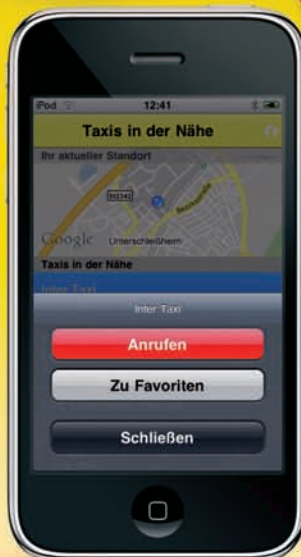 iPod 12:41
Taxis in der Nähe
Ihr aktueller Standort
Bezirksstraße
Google Unterschleißheim
Taxis in der Nähe
Inter Taxi
Inter Taxi
Anrufen
Zu Favoriten
Schließen